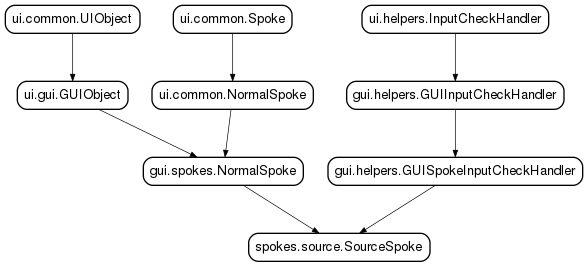 ui.common.UIObject
ui.common.Spoke
ui.helpers.InputCheckHandler
ui.gui.GUIObject
ui.common.NormalSpoke
gui.helpers.GUIInputCheckHandler
gui.spokes.NormalSpoke
gui.helpers.GUISpokeInputCheckHandler
spokes.source.SourceSpoke